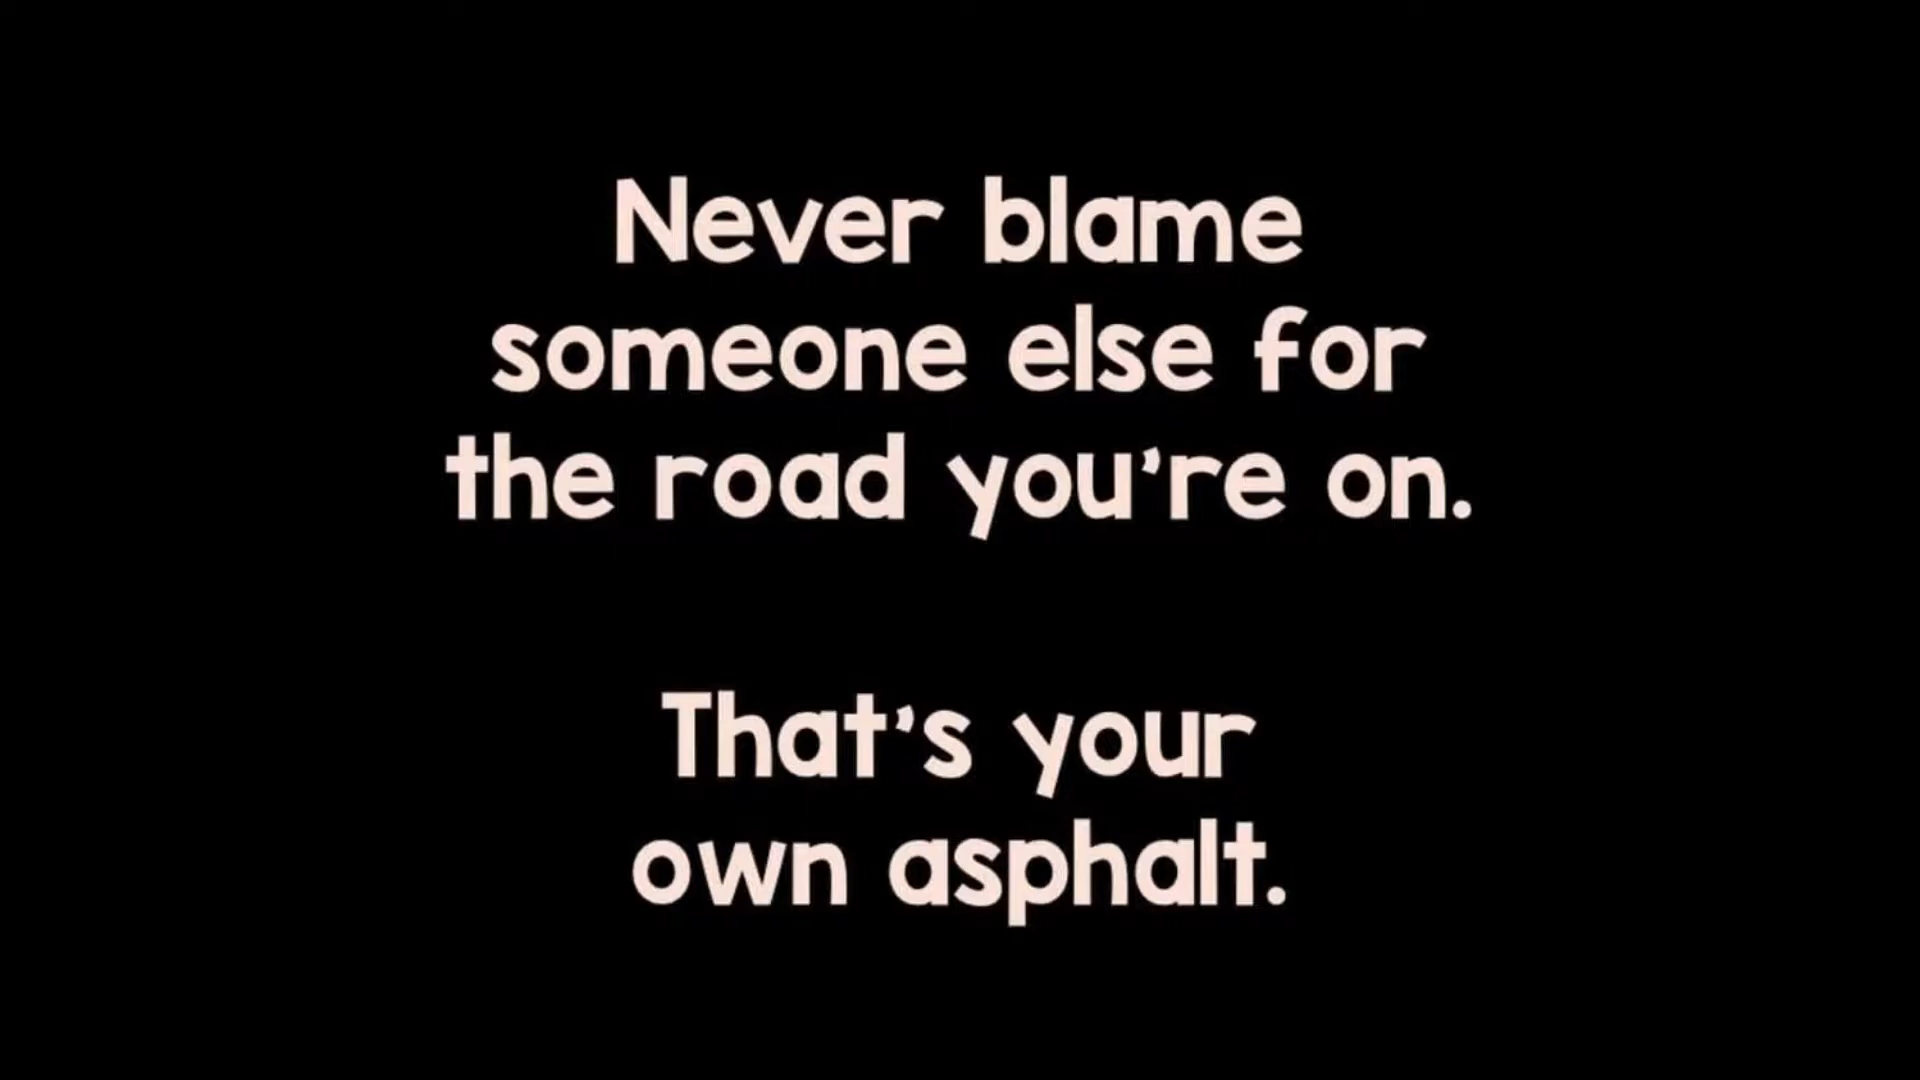 Never blame
someone else for
the road you're on.
That's your
own asphalt.